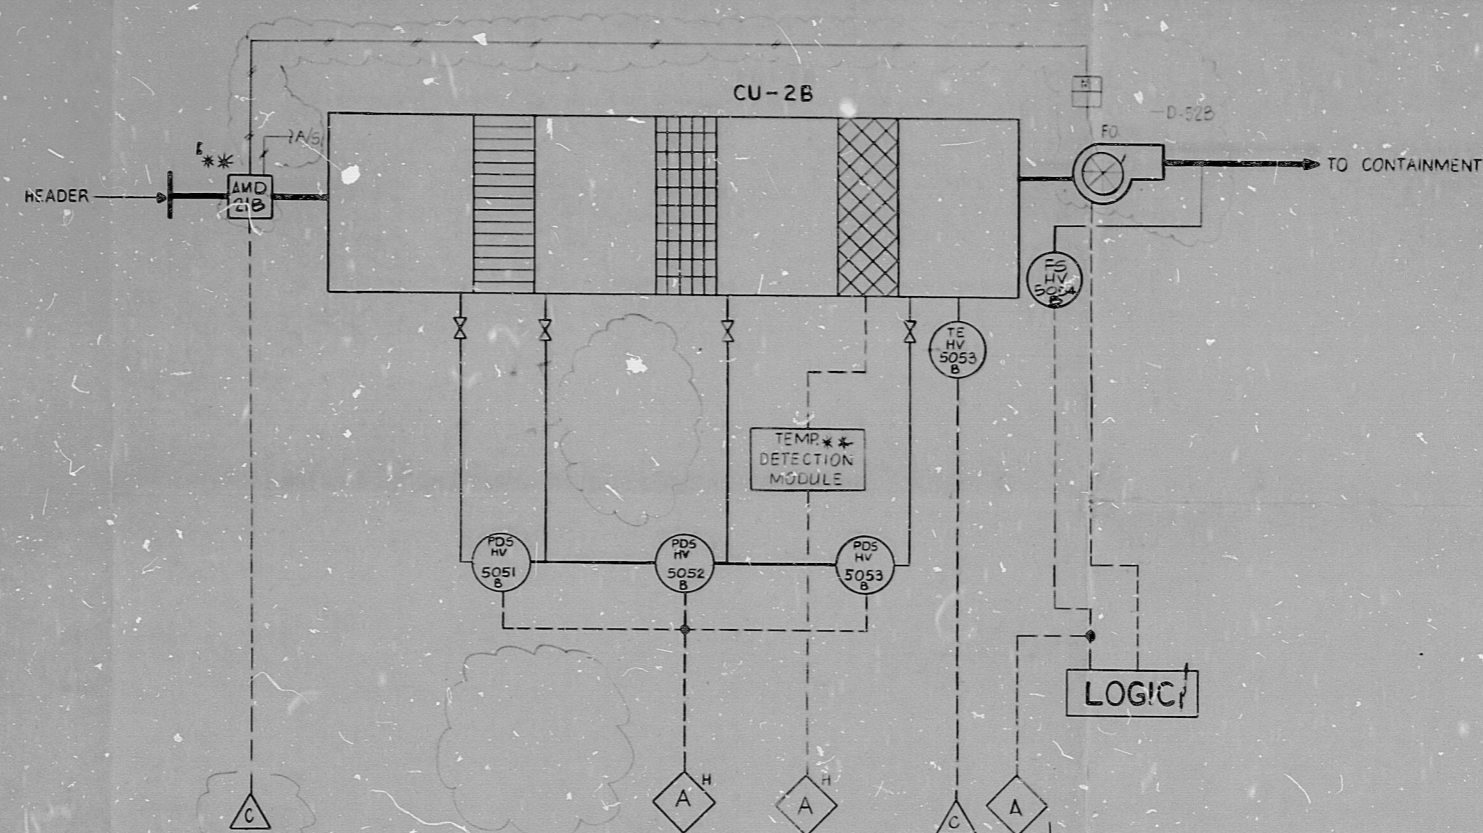 CU-2B
M
D-52B
A/S
FO
TO CONTAINMENT
**
HEADER
AMD
21B
FS
HV
5054
B
TE
HV
5053
B
TEMP. **
DETECTION
MODULE
PDS
HV
5051
B
PDS
HV
5052
B
PDS
HV
5053
B
LOGIC
H
H
C
A
A
C
A